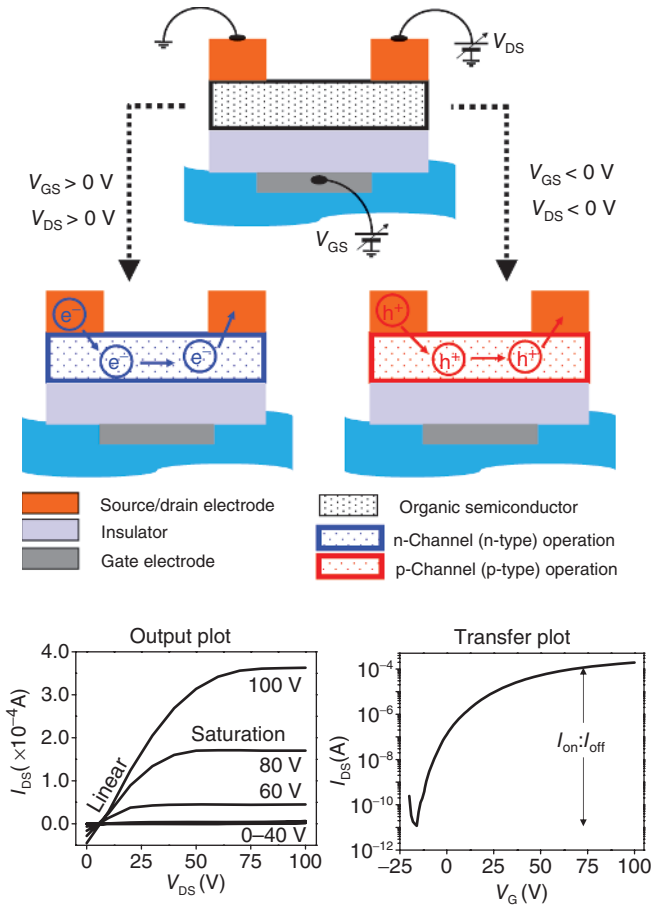 V_DS
V_GS > 0 V
V_DS > 0 V
V_GS < 0 V
V_DS < 0 V
V_GS
e⁻
e⁻
e⁻
h⁺
h⁺
h⁺
Source/drain electrode
Insulator
Gate electrode
Organic semiconductor
n-Channel (n-type) operation
p-Channel (p-type) operation
Output plot
4.0
3.0
2.0
1.0
0.0
I_DS( ×10⁻⁴A)
Linear
Saturation
100 V
80 V
60 V
0–40 V
0 25 50 75 100
V_DS (V)
Transfer plot
10⁻⁴
10⁻⁶
10⁻⁸
10⁻¹⁰
10⁻¹²
I_DS(A)
I_on:I_off
−25 0 25 50 75 100
V_G (V)